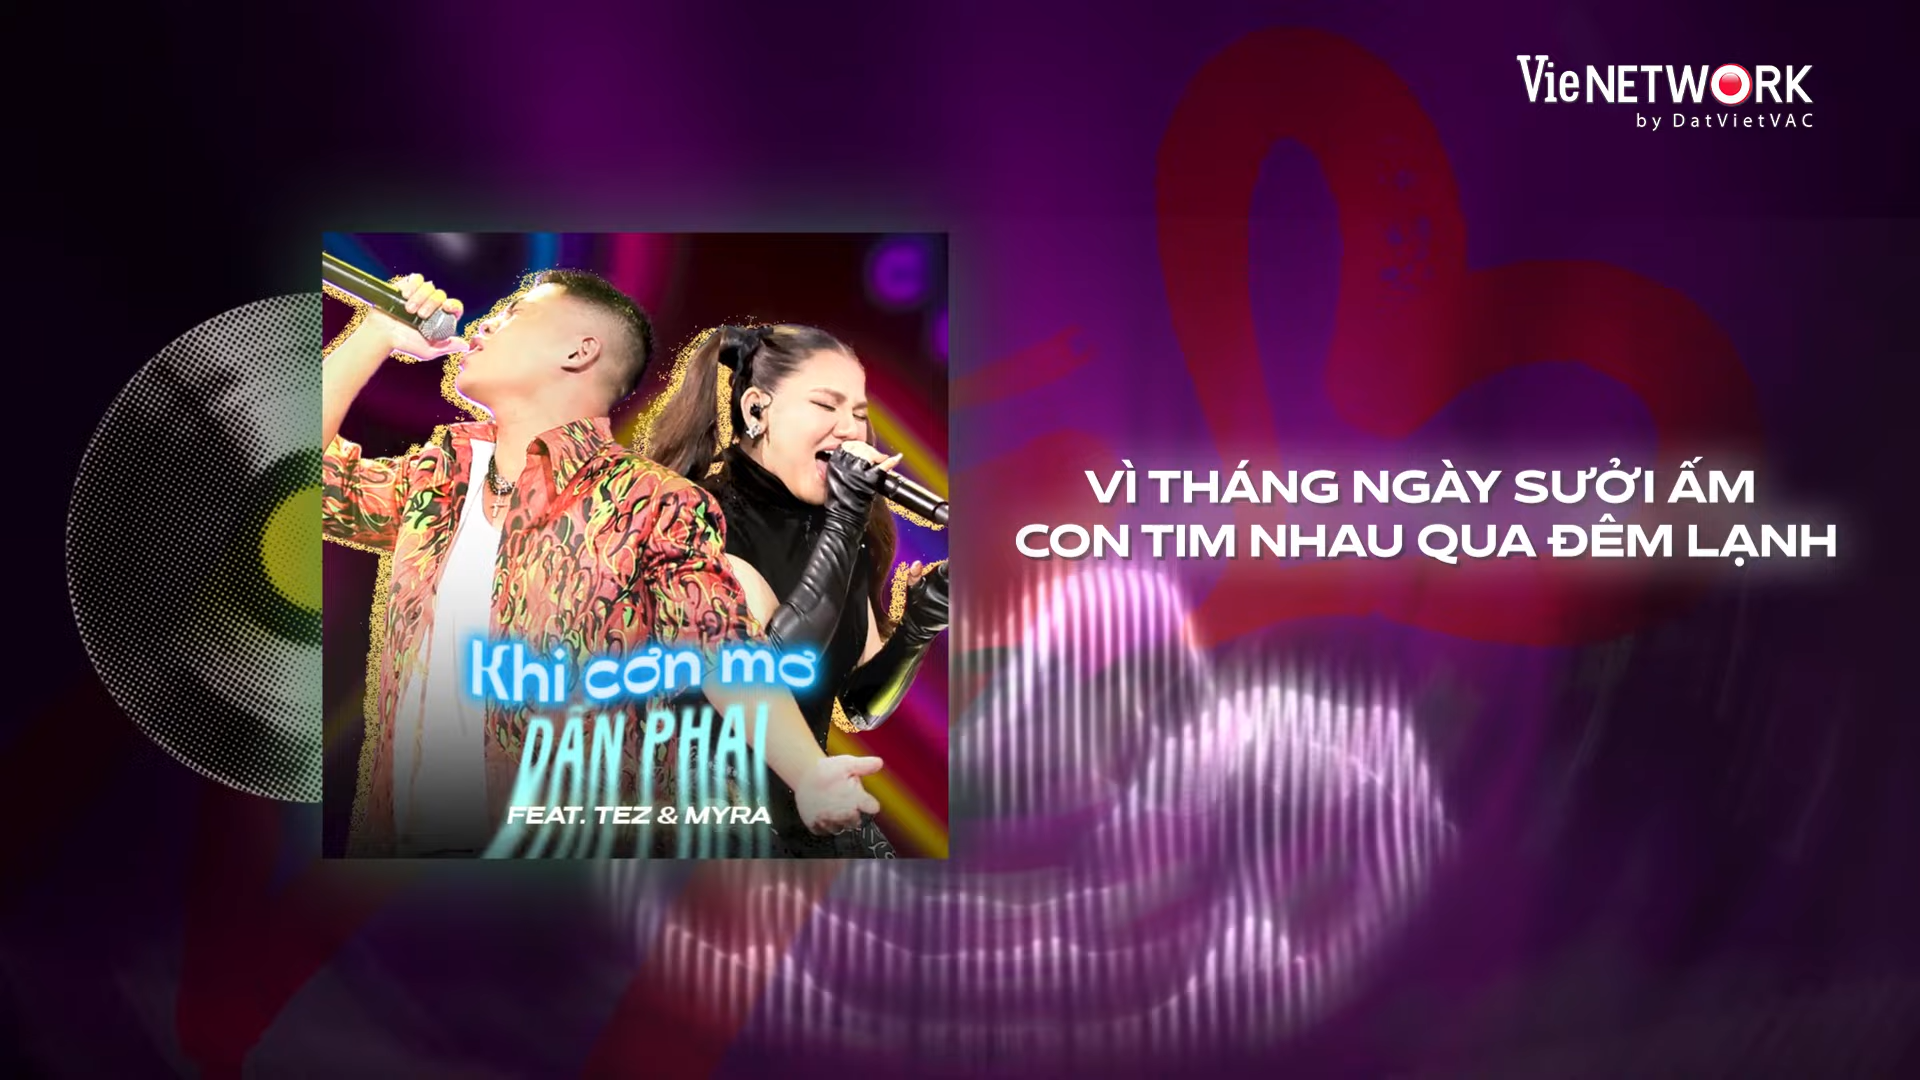 VieNETWORK
by DatVietVAC
VÌ THÁNG NGÀY SƯỞI ẤM
CON TIM NHAU QUA ĐÊM LẠNH
Khi cơn mơ
DẦN PHAI
FEAT. TEZ & MYRA